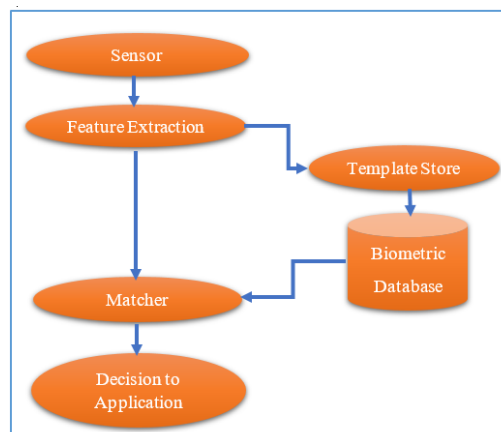 Sensor
Feature Extraction
Template Store
Biometric
Database
Matcher
Decision to
Application